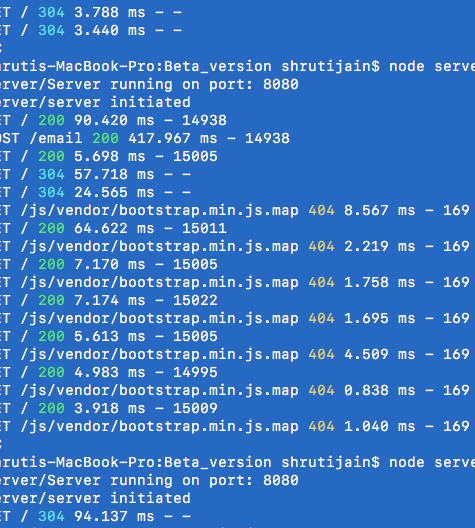 ET / 304 3.788 ms - -
ET / 304 3.440 ms - -
C
hrutis-MacBook-Pro:Beta_version shrutijain$ node serve
erver/Server running on port: 8080
erver/server initiated
ET / 200 90.420 ms - 14938
OST /email 200 417.967 ms - 14938
ET / 200 5.698 ms - 15005
ET / 304 57.718 ms - -
ET / 304 24.565 ms - -
ET /js/vendor/bootstrap.min.js.map 404 8.567 ms - 169
ET / 200 64.622 ms - 15011
ET /js/vendor/bootstrap.min.js.map 404 2.219 ms - 169
ET / 200 7.170 ms - 15005
ET /js/vendor/bootstrap.min.js.map 404 1.758 ms - 169
ET / 200 7.174 ms - 15022
ET /js/vendor/bootstrap.min.js.map 404 1.695 ms - 169
ET / 200 5.613 ms - 15005
ET /js/vendor/bootstrap.min.js.map 404 4.509 ms - 169
ET / 200 4.983 ms - 14995
ET /js/vendor/bootstrap.min.js.map 404 0.838 ms - 169
ET / 200 3.918 ms - 15009
ET /js/vendor/bootstrap.min.js.map 404 1.040 ms - 169
C
hrutis-MacBook-Pro:Beta_version shrutijain$ node serve
erver/Server running on port: 8080
erver/server initiated
ET / 304 94.137 ms - -